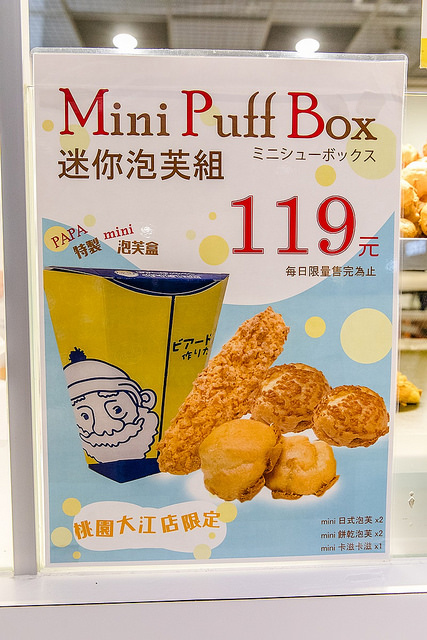 Mini Puff Box
迷你泡芙組
ミニシューボックス
PAPA mini
特製 泡芙盒
119元
每日限量售完為止
ビアード
作り方
桃園大江店限定
mini 日式泡芙 x2
mini 餅乾泡芙 x2
mini 卡滋卡滋 x1